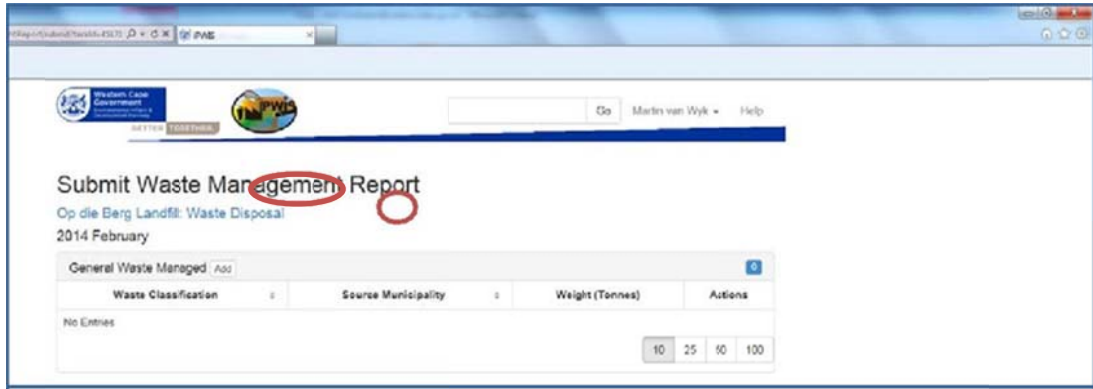 IPWIS
Western Cape
Government
BETTER TOGETHER.
IPWIS
Go Martin van Wyk Help
Submit Waste Management Report
Op die Berg Landfill: Waste Disposal
2014 February
General Waste Managed Add 0
Waste Classification Source Municipality Weight (Tonnes) Actions
No Entries
10 25 50 100